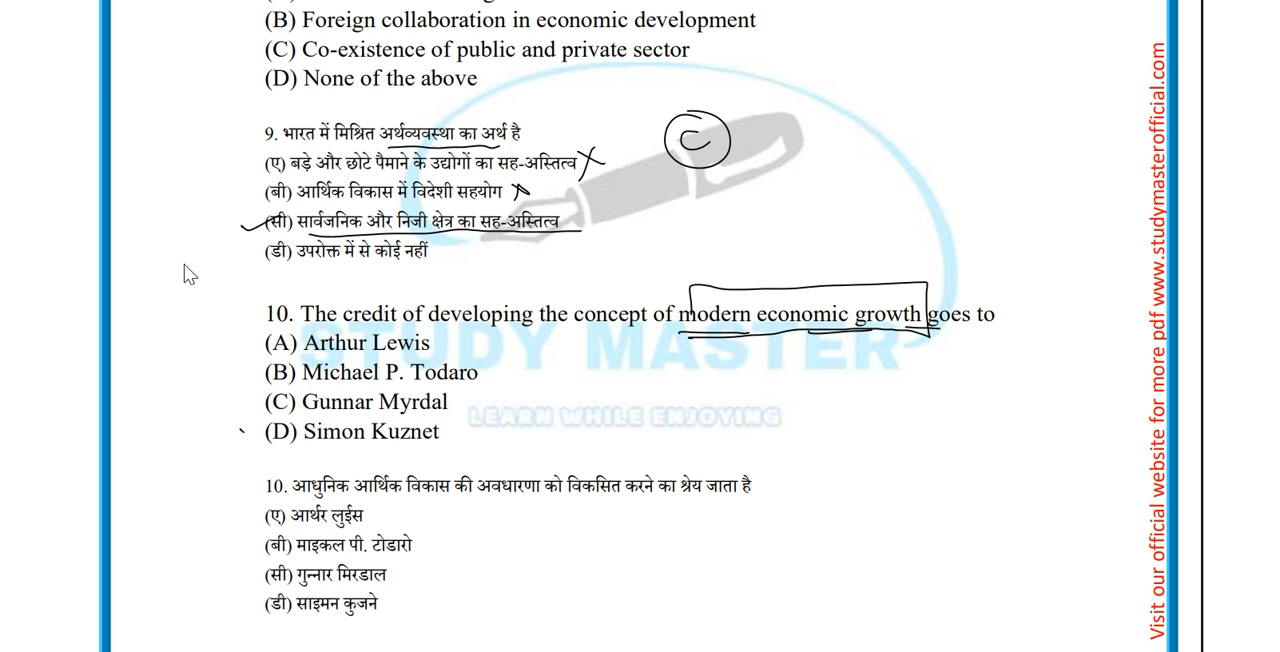 (B) Foreign collaboration in economic development
(C) Co-existence of public and private sector
(D) None of the above
9. भारत में मिश्रित अर्थव्यवस्था का अर्थ है
C
(ए) बड़े और छोटे पैमाने के उद्योगों का सह-अस्तित्व
(बी) आर्थिक विकास में विदेशी सहयोग
(सी) सार्वजनिक और निजी क्षेत्र का सह-अस्तित्व
(डी) उपरोक्त में से कोई नहीं
10. The credit of developing the concept of modern economic growth goes to
(A) Arthur Lewis
(B) Michael P. Todaro
(C) Gunnar Myrdal
(D) Simon Kuznet
10. आधुनिक आर्थिक विकास की अवधारणा को विकसित करने का श्रेय जाता है
(ए) आर्थर लुईस
(बी) माइकल पी. टोडारो
(सी) गुन्नार मिरडाल
(डी) साइमन कुजने
STUDY MASTER
LEARN WHILE ENJOYING
Visit our official website for more pdf www.studymasterofficial.com